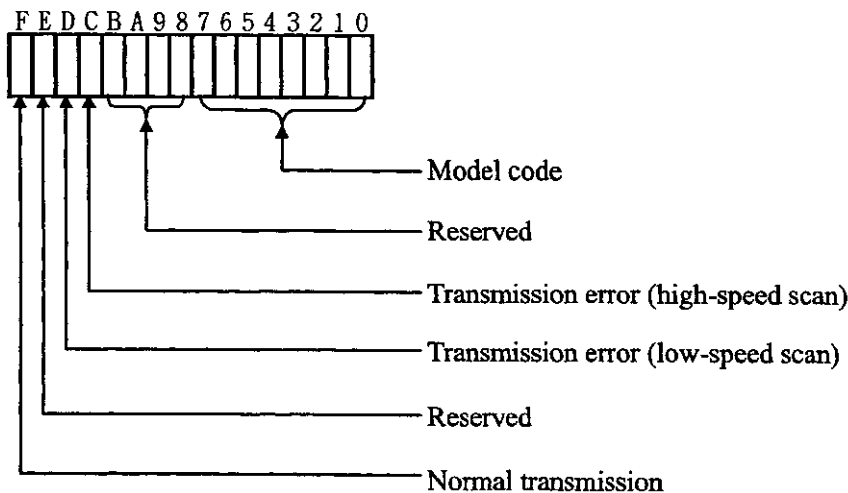 F E D C B A 9 8 7 6 5 4 3 2 1 0
Model code
Reserved
Transmission error (high-speed scan)
Transmission error (low-speed scan)
Reserved
Normal transmission